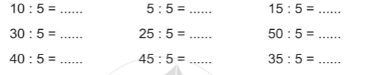 10 : 5 = ...... 5 : 5 = ...... 15 : 5 = ......
30 : 5 = ...... 25 : 5 = ...... 50 : 5 = ......
40 : 5 = ...... 45 : 5 = ...... 35 : 5 = ......